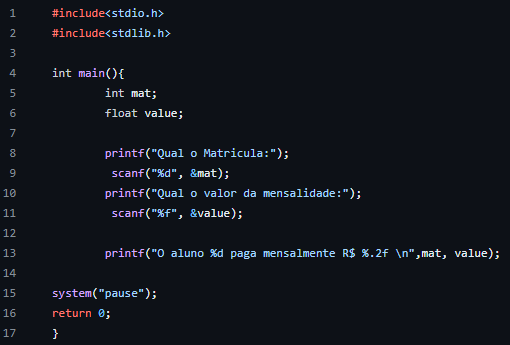 1 #include<stdio.h>
2 #include<stdlib.h>
3
4 int main(){
5 int mat;
6 float value;
7
8 printf("Qual o Matricula:");
9 scanf("%d", &mat);
10 printf("Qual o valor da mensalidade:");
11 scanf("%f", &value);
12
13 printf("O aluno %d paga mensalmente R$ %.2f \n",mat, value);
14
15 system("pause");
16 return 0;
17 }